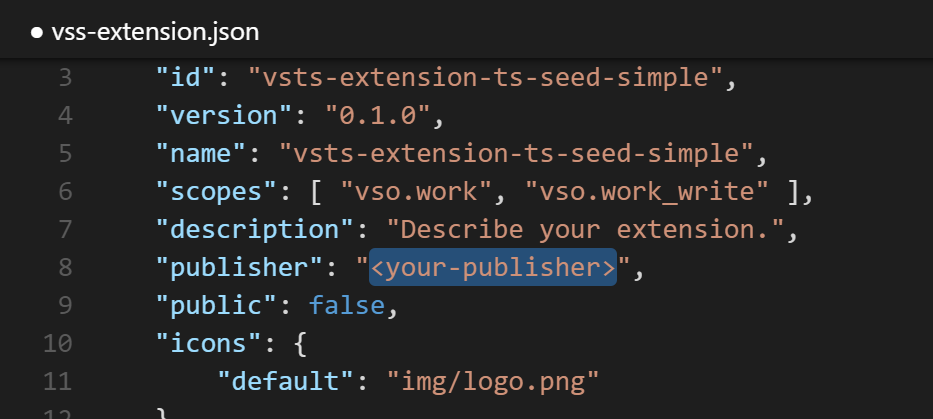 ● vss-extension.json
3 "id": "vsts-extension-ts-seed-simple",
4 "version": "0.1.0",
5 "name": "vsts-extension-ts-seed-simple",
6 "scopes": [ "vso.work", "vso.work_write" ],
7 "description": "Describe your extension.",
8 "publisher": "<your-publisher>",
9 "public": false,
10 "icons": {
11 "default": "img/logo.png"
12 }